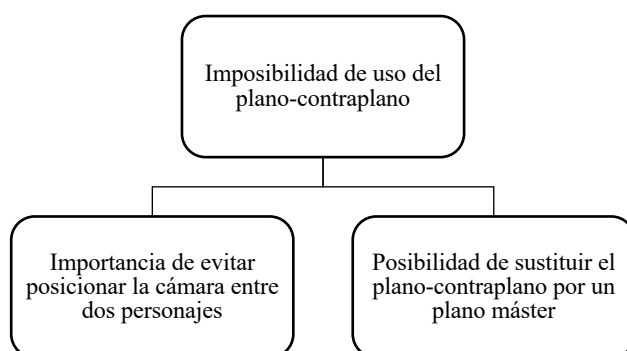 Imposibilidad de uso del
plano-contraplano
Importancia de evitar
posicionar la cámara entre
dos personajes
Posibilidad de sustituir el
plano-contraplano por un
plano máster